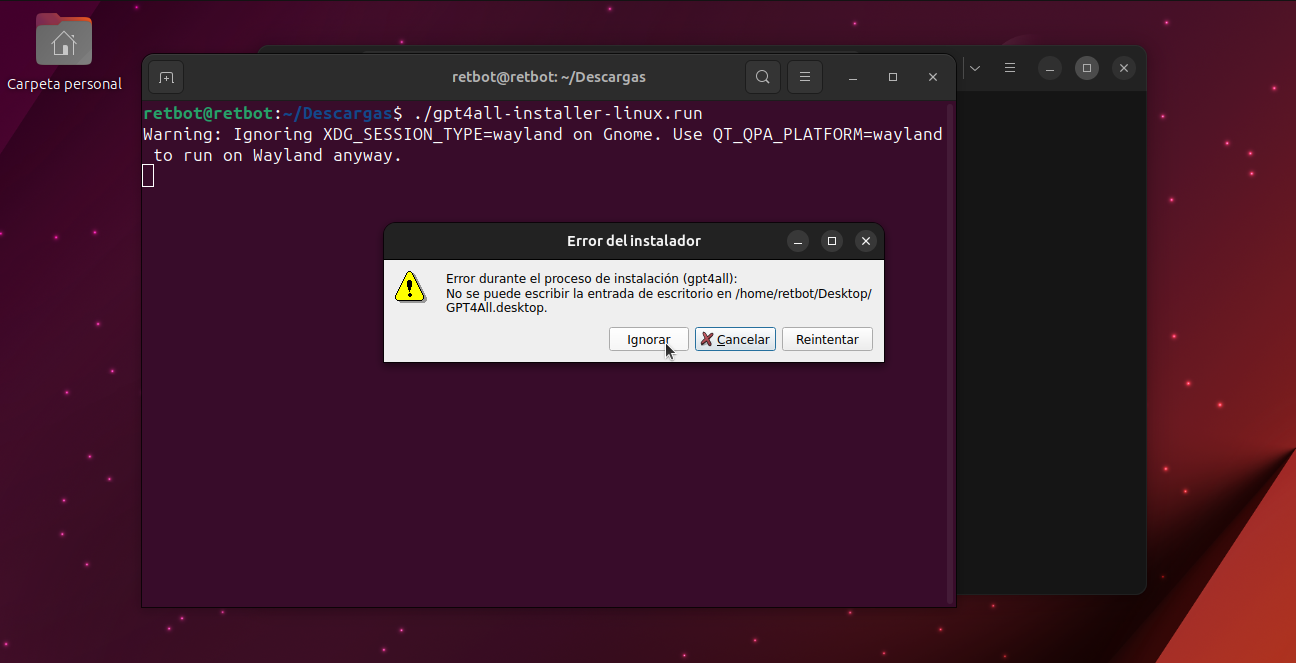 Carpeta personal
retbot@retbot: ~/Descargas
retbot@retbot:~/Descargas$ ./gpt4all-installer-linux.run
Warning: Ignoring XDG_SESSION_TYPE=wayland on Gnome. Use QT_QPA_PLATFORM=wayland
to run on Wayland anyway.
Error del instalador
Error durante el proceso de instalación (gpt4all):
No se puede escribir la entrada de escritorio en /home/retbot/Desktop/
GPT4All.desktop.
Ignorar Cancelar Reintentar